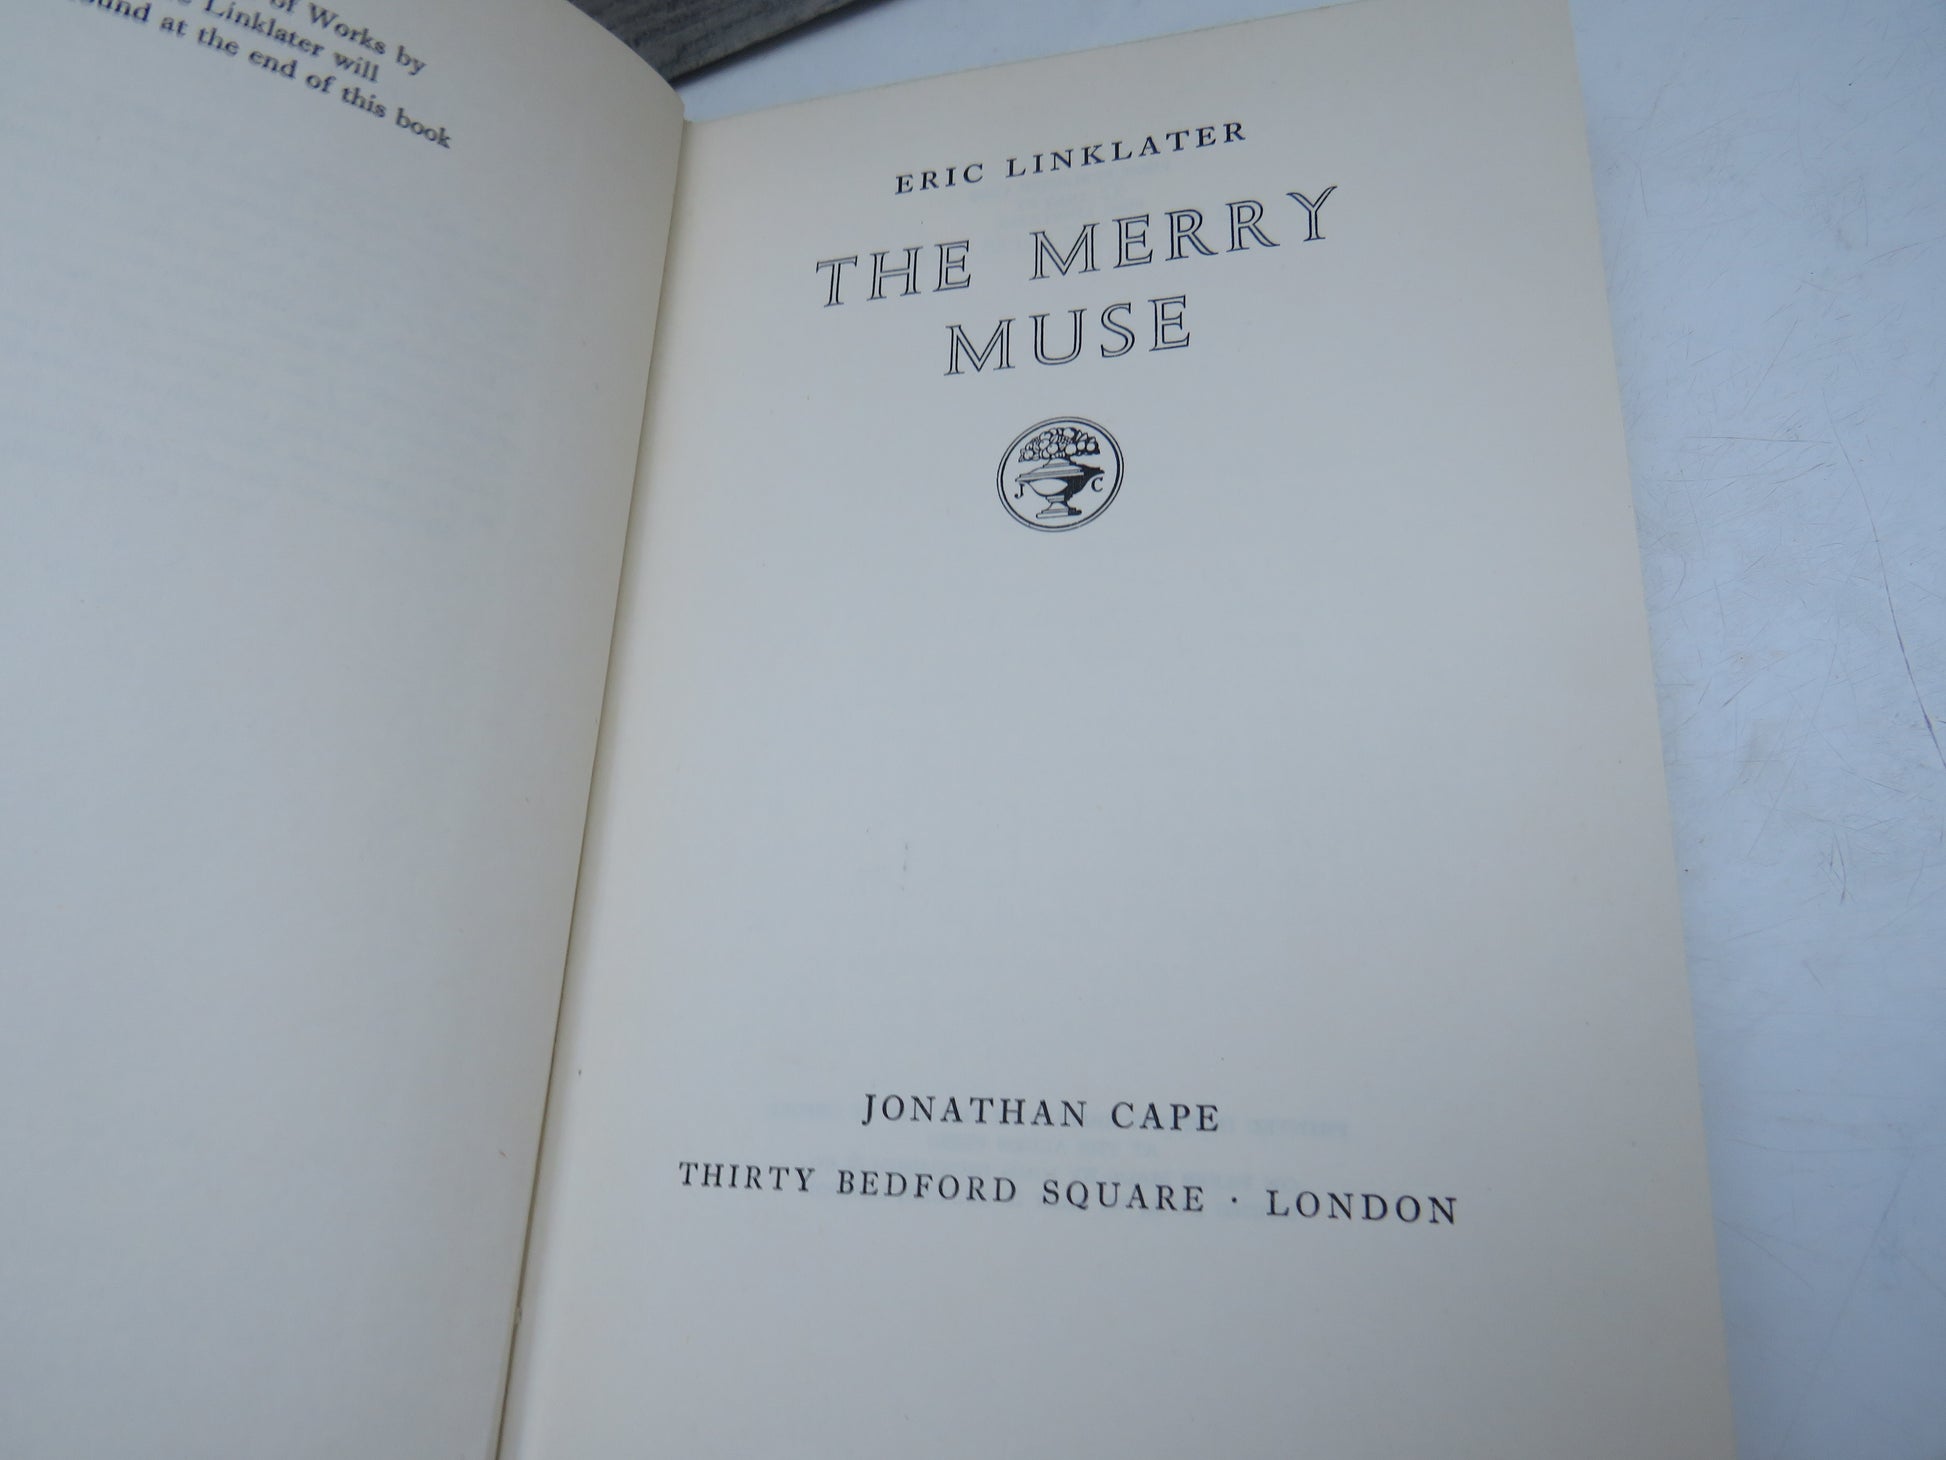 of Works by
Linklater will
at the end of this book
ERIC LINKLATER
THE MERRY
MUSE
J C
JONATHAN CAPE
THIRTY BEDFORD SQUARE · LONDON